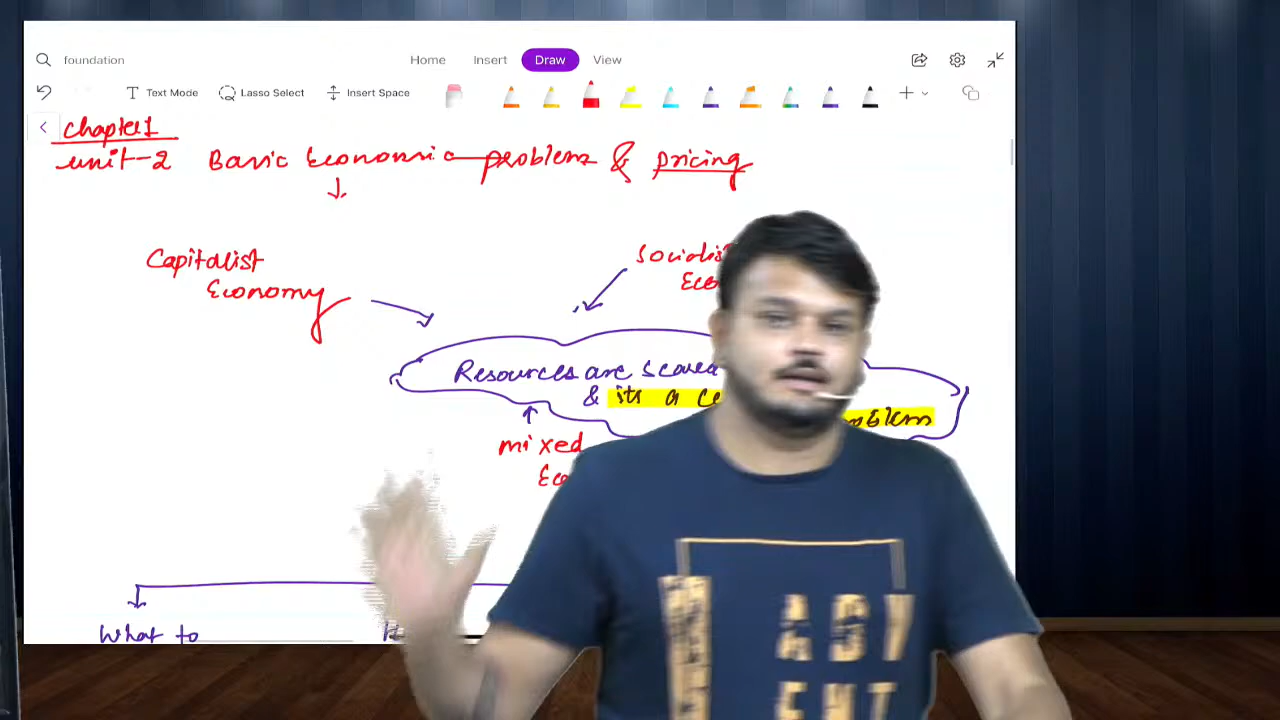 foundation
Home Insert Draw View
Text Mode Lasso Select Insert Space
Chapter 1
unit-2 Basic Economic problems & pricing
Capitalist
Economy
Resources are
& its a
mixed
What to